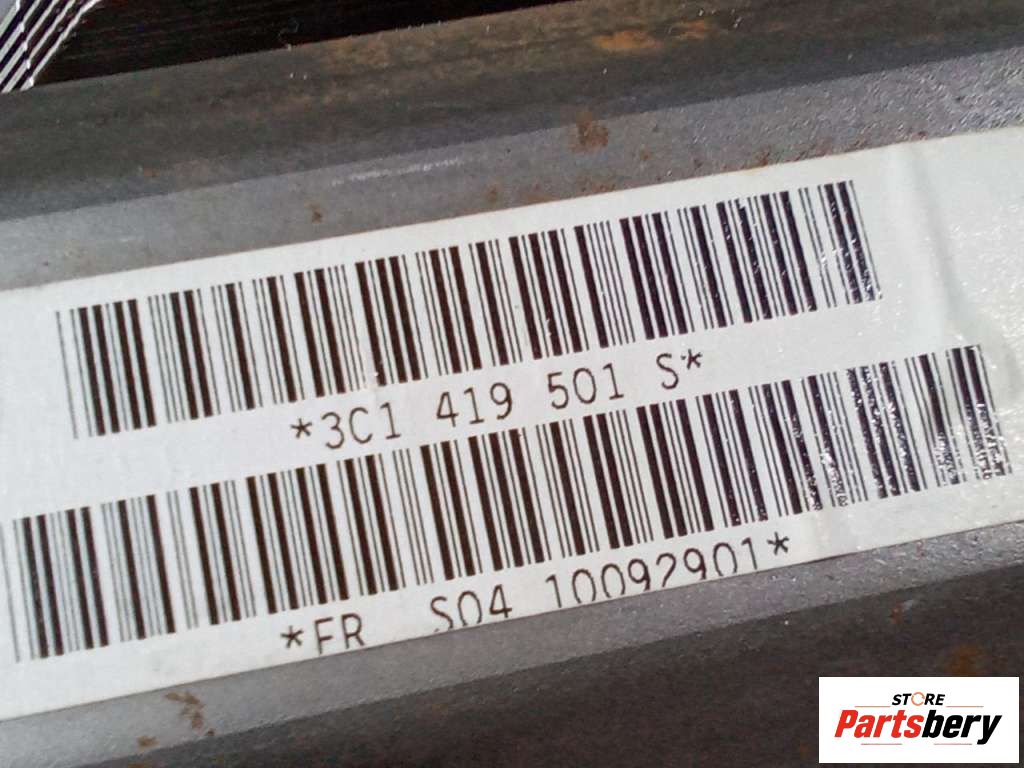 *3C1 419 501 S*
*FR S04 10092901*
STORE
Partsbery